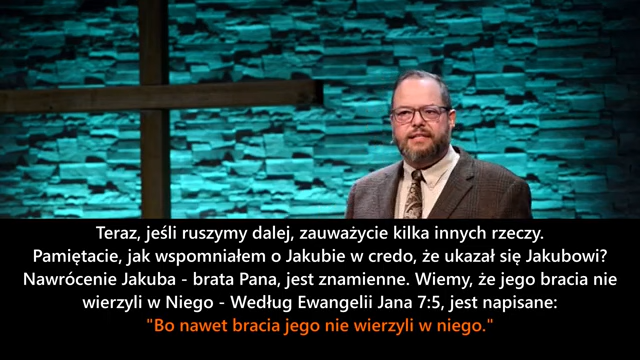 Teraz, jeśli ruszymy dalej, zauważycie kilka innych rzeczy.
Pamiętacie, jak wspomniałem o Jakubie w credo, że ukazał się Jakubowi?
Nawrócenie Jakuba - brata Pana, jest znamienne. Wiemy, że jego bracia nie
wierzyli w Niego - Według Ewangelii Jana 7:5, jest napisane:
"Bo nawet bracia jego nie wierzyli w niego."